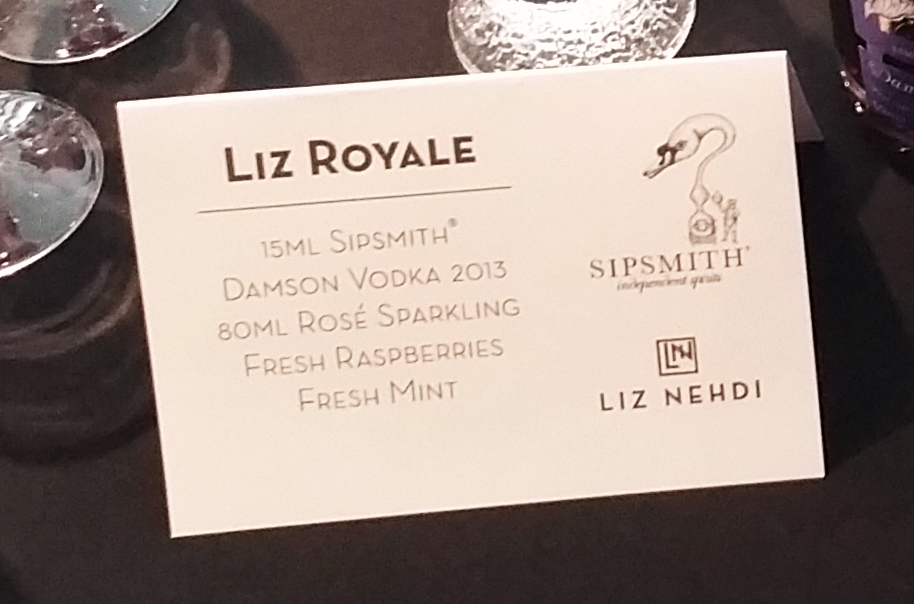 Liz Royale
15ml Sipsmith®
Damson Vodka 2013
80ml Rosé Sparkling
Fresh Raspberries
Fresh Mint
SIPSMITH
independent spirits
LIZ NEHDI